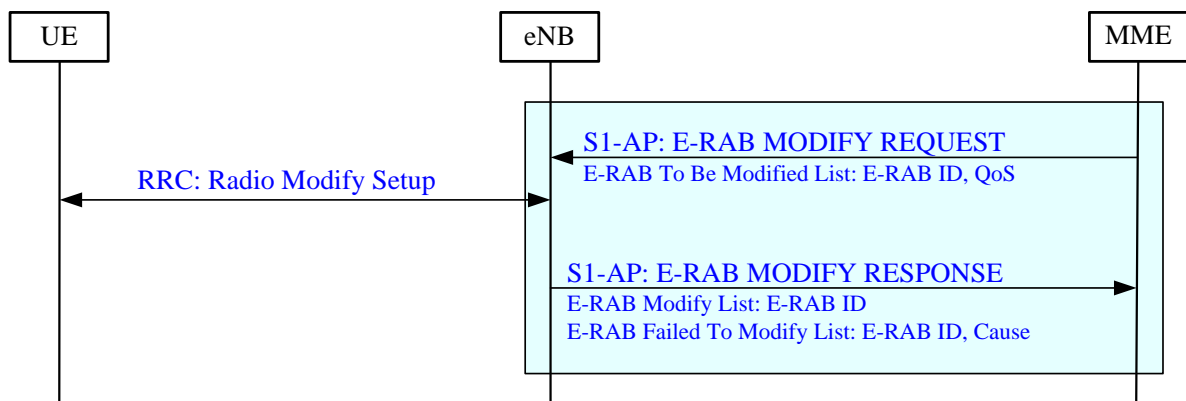 UE
eNB
MME
S1-AP: E-RAB MODIFY REQUEST
E-RAB To Be Modified List: E-RAB ID, QoS
RRC: Radio Modify Setup
S1-AP: E-RAB MODIFY RESPONSE
E-RAB Modify List: E-RAB ID
E-RAB Failed To Modify List: E-RAB ID, Cause